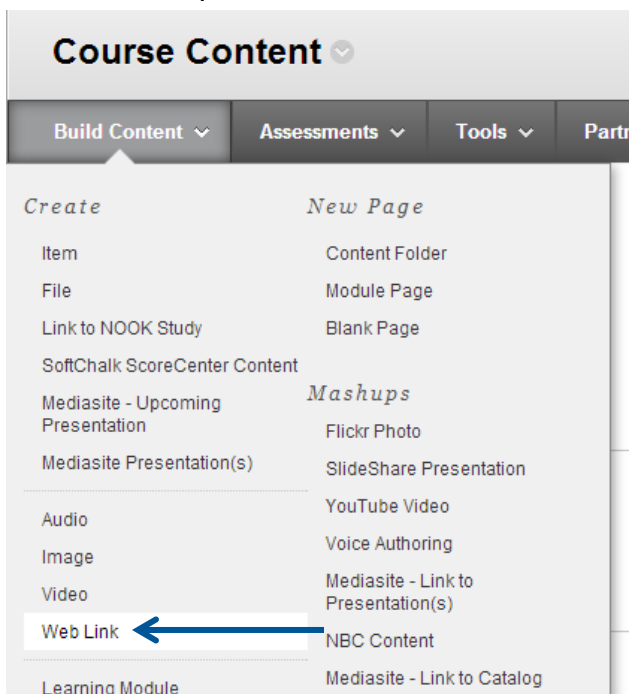 Course Content
Build Content
Assessments
Tools
Create
Item
File
Link to NOOK Study
SoftChalk ScoreCenter Content
Mediasite - Upcoming
Presentation
Mediasite Presentation(s)
Audio
Image
Video
Web Link
Learning Module
New Page
Content Folder
Module Page
Blank Page
Mashups
Flickr Photo
SlideShare Presentation
YouTube Video
Voice Authoring
Mediasite - Link to
Presentation(s)
NBC Content
Mediasite - Link to Catalog